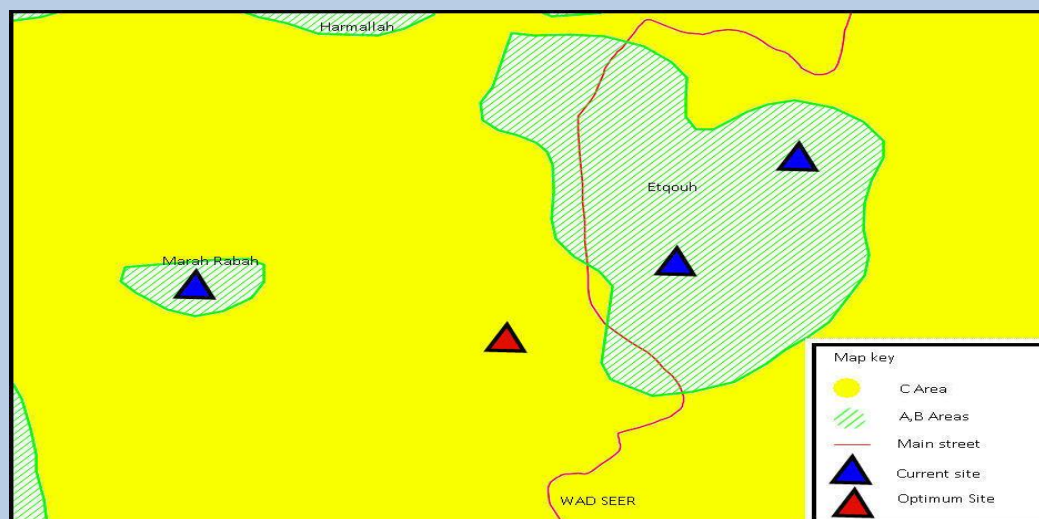 Harmallah
Etqouh
Marah Rabah
WAD SEER
Map key
C Area
A,B Areas
Main street
Current site
Optimum Site